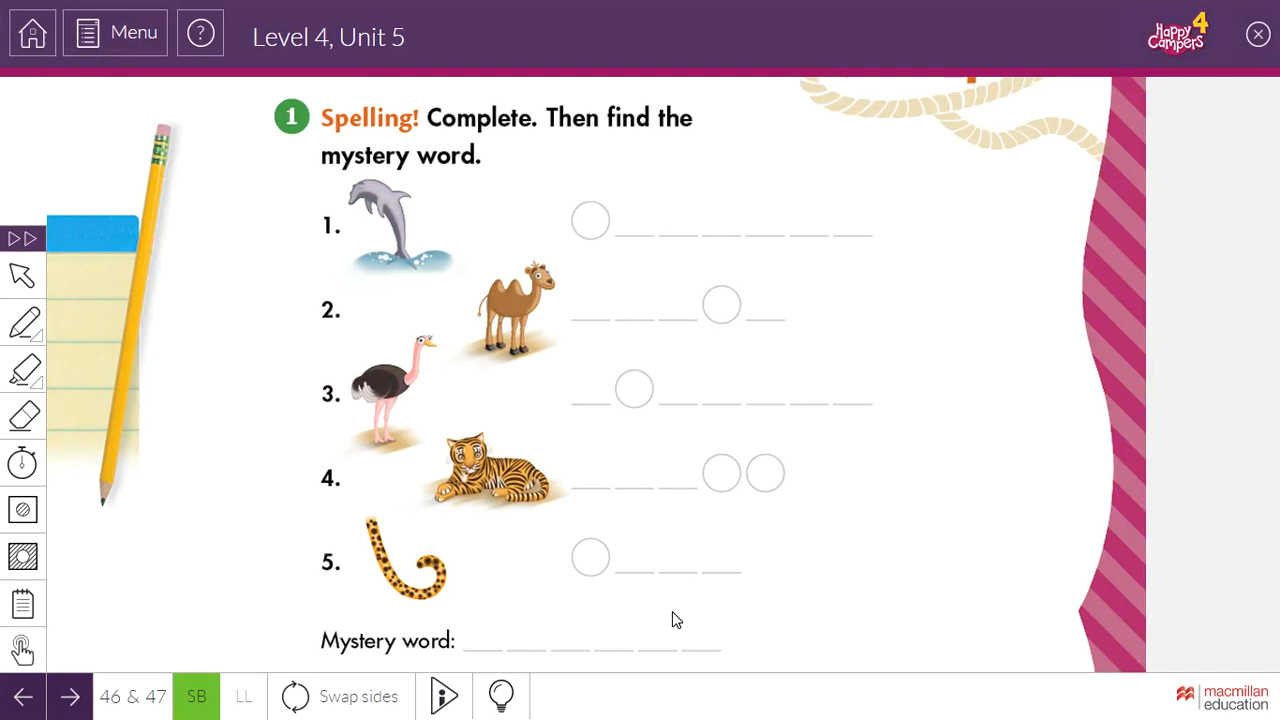 Menu
?
Level 4, Unit 5
Happy Campers 4
1 Spelling! Complete. Then find the
mystery word.
1.
2.
3.
4.
5.
Mystery word:
46 & 47
SB
LL
Swap sides
macmillan
education